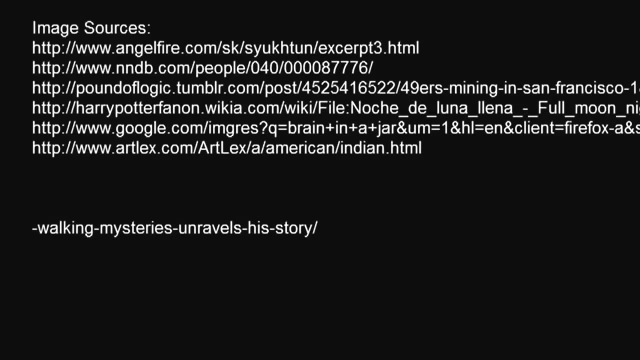 Image Sources:
http://www.angelfire.com/sk/syukhtun/excerpt3.html
http://www.nndb.com/people/040/000087776/
http://poundoflogic.tumblr.com/post/4525416522/49ers-mining-in-san-francisco-1
http://harrypotterfanon.wikia.com/wiki/File:Noche_de_luna_llena_-_Full_moon_nig
http://www.google.com/imgres?q=brain+in+a+jar&um=1&hl=en&client=firefox-a&s
http://www.artlex.com/ArtLex/a/american/indian.html
-walking-mysteries-unravels-his-story/